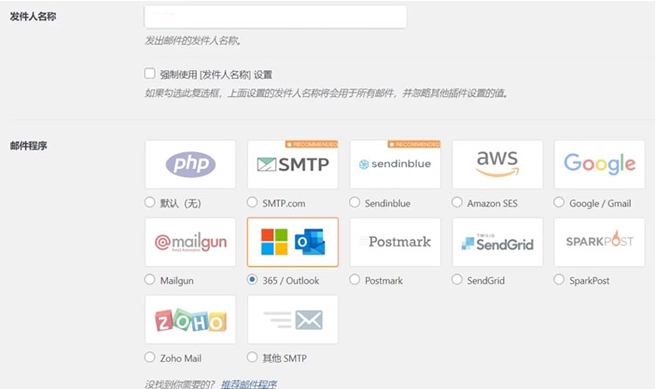 发件人名称
发出邮件的发件人名称。
强制使用 [发件人名称] 设置
如果勾选此复选框，上面设置的发件人名称将会用于所有邮件，并忽略其他插件设置的值。
邮件程序
php
RECOMMENDED
SMTP
RECOMMENDED
sendinblue
aws
Google
默认（无）
SMTP.com
Sendinblue
Amazon SES
Google / Gmail
@mailgun
Postmark
SendGrid
SPARKPOST
Mailgun
365 / Outlook
Postmark
SendGrid
SparkPost
ZOHO
Zoho Mail
其他 SMTP
没找到你需要的？ 推荐邮件程序